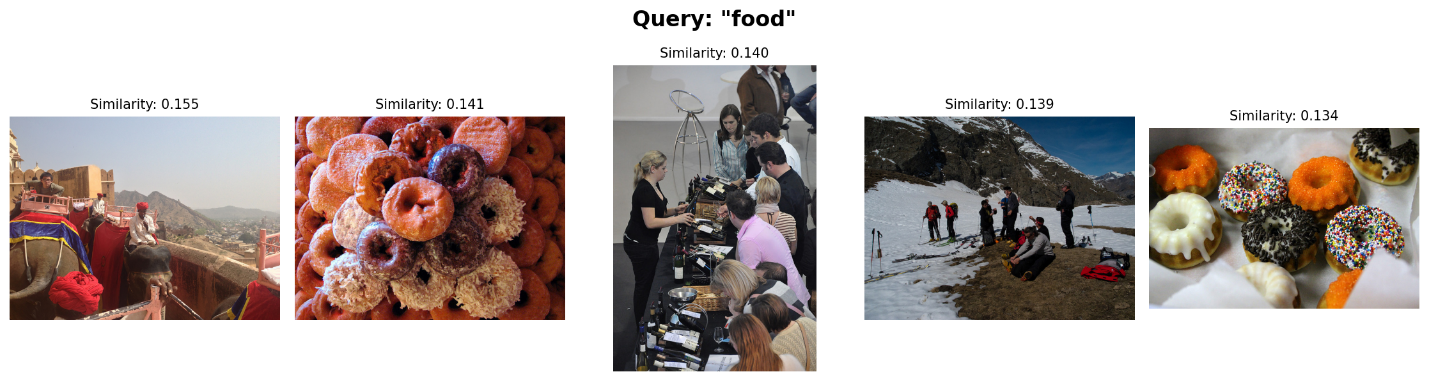 Query: "food"
Similarity: 0.155
Similarity: 0.141
Similarity: 0.140
Similarity: 0.139
Similarity: 0.134